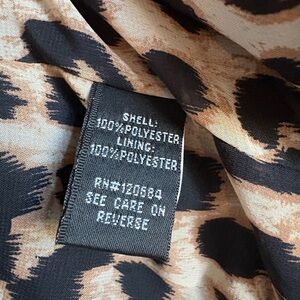 SHELL:
100%POLYESTER
LINING:
100%POLYESTER
RN#120684
SEE CARE ON
REVERSE